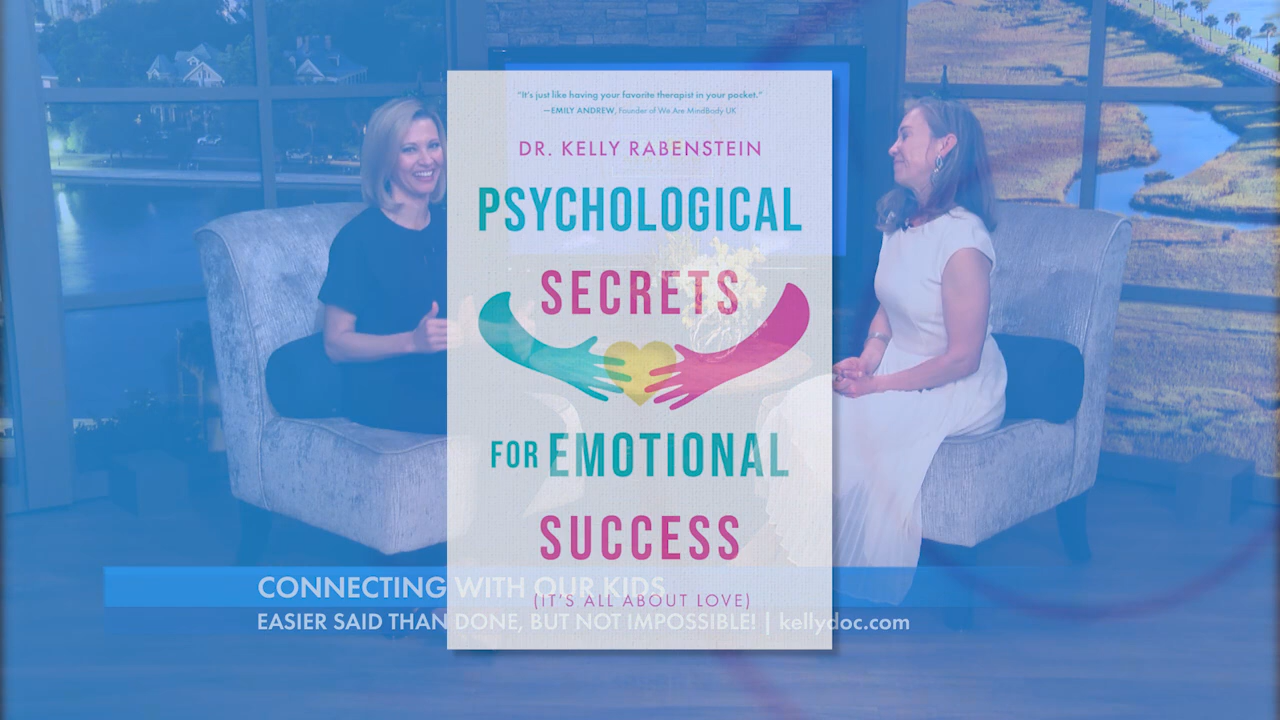 "It's just like having your favorite therapist in your pocket."
—EMILY ANDREW, Founder of We Are MindBody UK
DR. KELLY RABENSTEIN
PSYCHOLOGICAL
SECRETS
FOR EMOTIONAL
SUCCESS
(IT'S ALL ABOUT LOVE)
CONNECTING WITH OUR KIDS
EASIER SAID THAN DONE, BUT NOT IMPOSSIBLE! | kellydoc.com